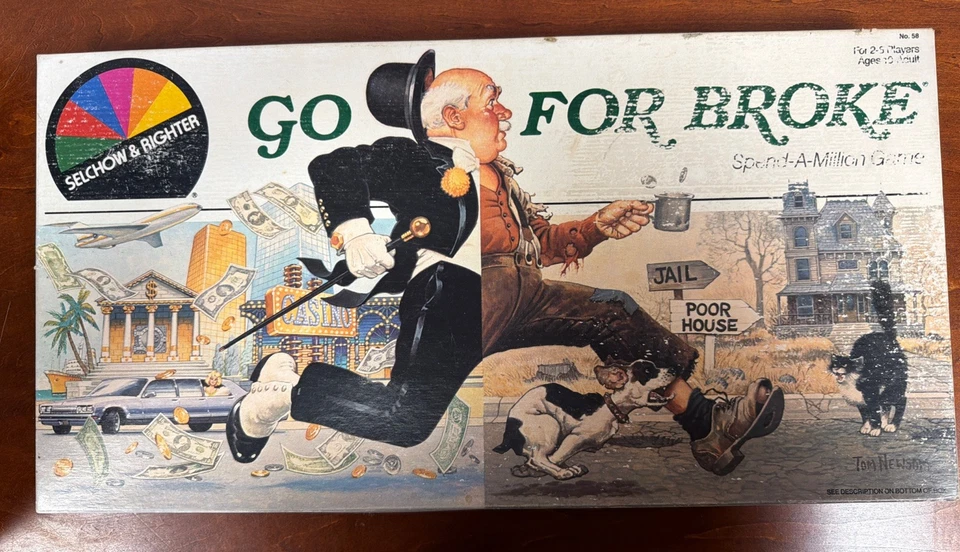 No. 58
For 2-5 Players
Ages 10-Adult
GO FOR BROKE
Spend-A-Million Game
SELCHOW & RIGHTER
®
$
CASINO
JAIL
POOR
HOUSE
TOM NEWSOM
SEE DESCRIPTION ON BOTTOM OF BOX